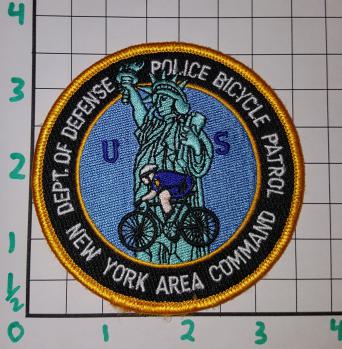 DEPT. OF DEFENSE POLICE BICYCLE PATROL
U S
NEW YORK AREA COMMAND
4
3
2
1
1/2
0 1 2 3 4